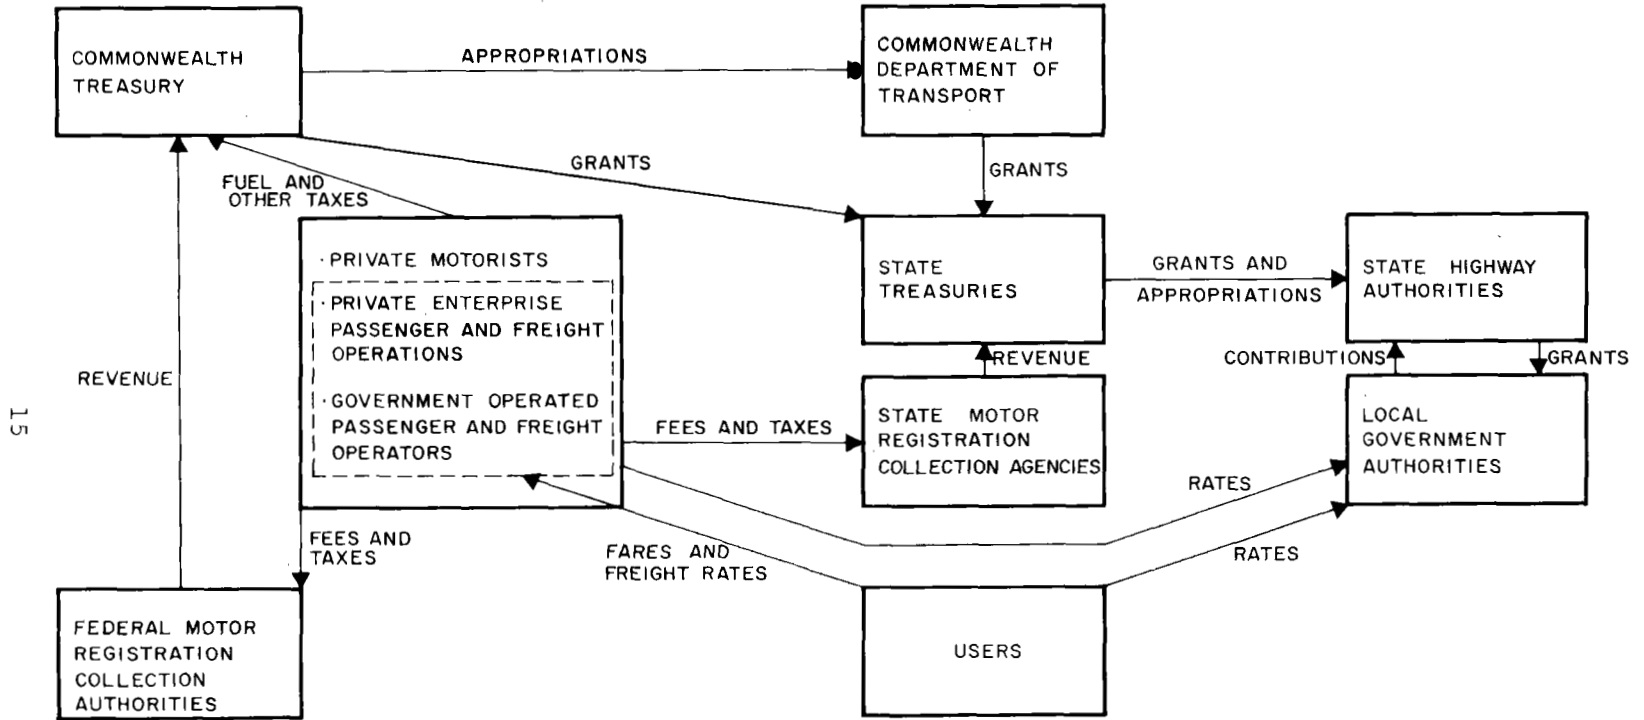 COMMONWEALTH
TREASURY
APPROPRIATIONS
COMMONWEALTH
DEPARTMENT OF
TRANSPORT
GRANTS
GRANTS
FUEL AND
OTHER TAXES
· PRIVATE MOTORISTS
· PRIVATE ENTERPRISE
PASSENGER AND FREIGHT
OPERATIONS
· GOVERNMENT OPERATED
PASSENGER AND FREIGHT
OPERATORS
STATE
TREASURIES
GRANTS AND
APPROPRIATIONS
STATE HIGHWAY
AUTHORITIES
REVENUE
REVENUE
CONTRIBUTIONS
GRANTS
FEES AND TAXES
STATE MOTOR
REGISTRATION
COLLECTION AGENCIES
LOCAL
GOVERNMENT
AUTHORITIES
RATES
RATES
FEES AND
TAXES
FARES AND
FREIGHT RATES
FEDERAL MOTOR
REGISTRATION
COLLECTION
AUTHORITIES
USERS
15